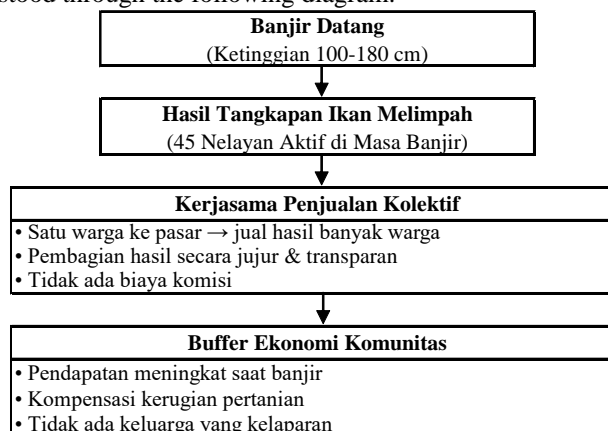 stood through the following diagram.
Banjir Datang
(Ketinggian 100-180 cm)
Hasil Tangkapan Ikan Melimpah
(45 Nelayan Aktif di Masa Banjir)
Kerjasama Penjualan Kolektif
• Satu warga ke pasar → jual hasil banyak warga
• Pembagian hasil secara jujur & transparan
• Tidak ada biaya komisi
Buffer Ekonomi Komunitas
• Pendapatan meningkat saat banjir
• Kompensasi kerugian pertanian
• Tidak ada keluarga yang kelaparan